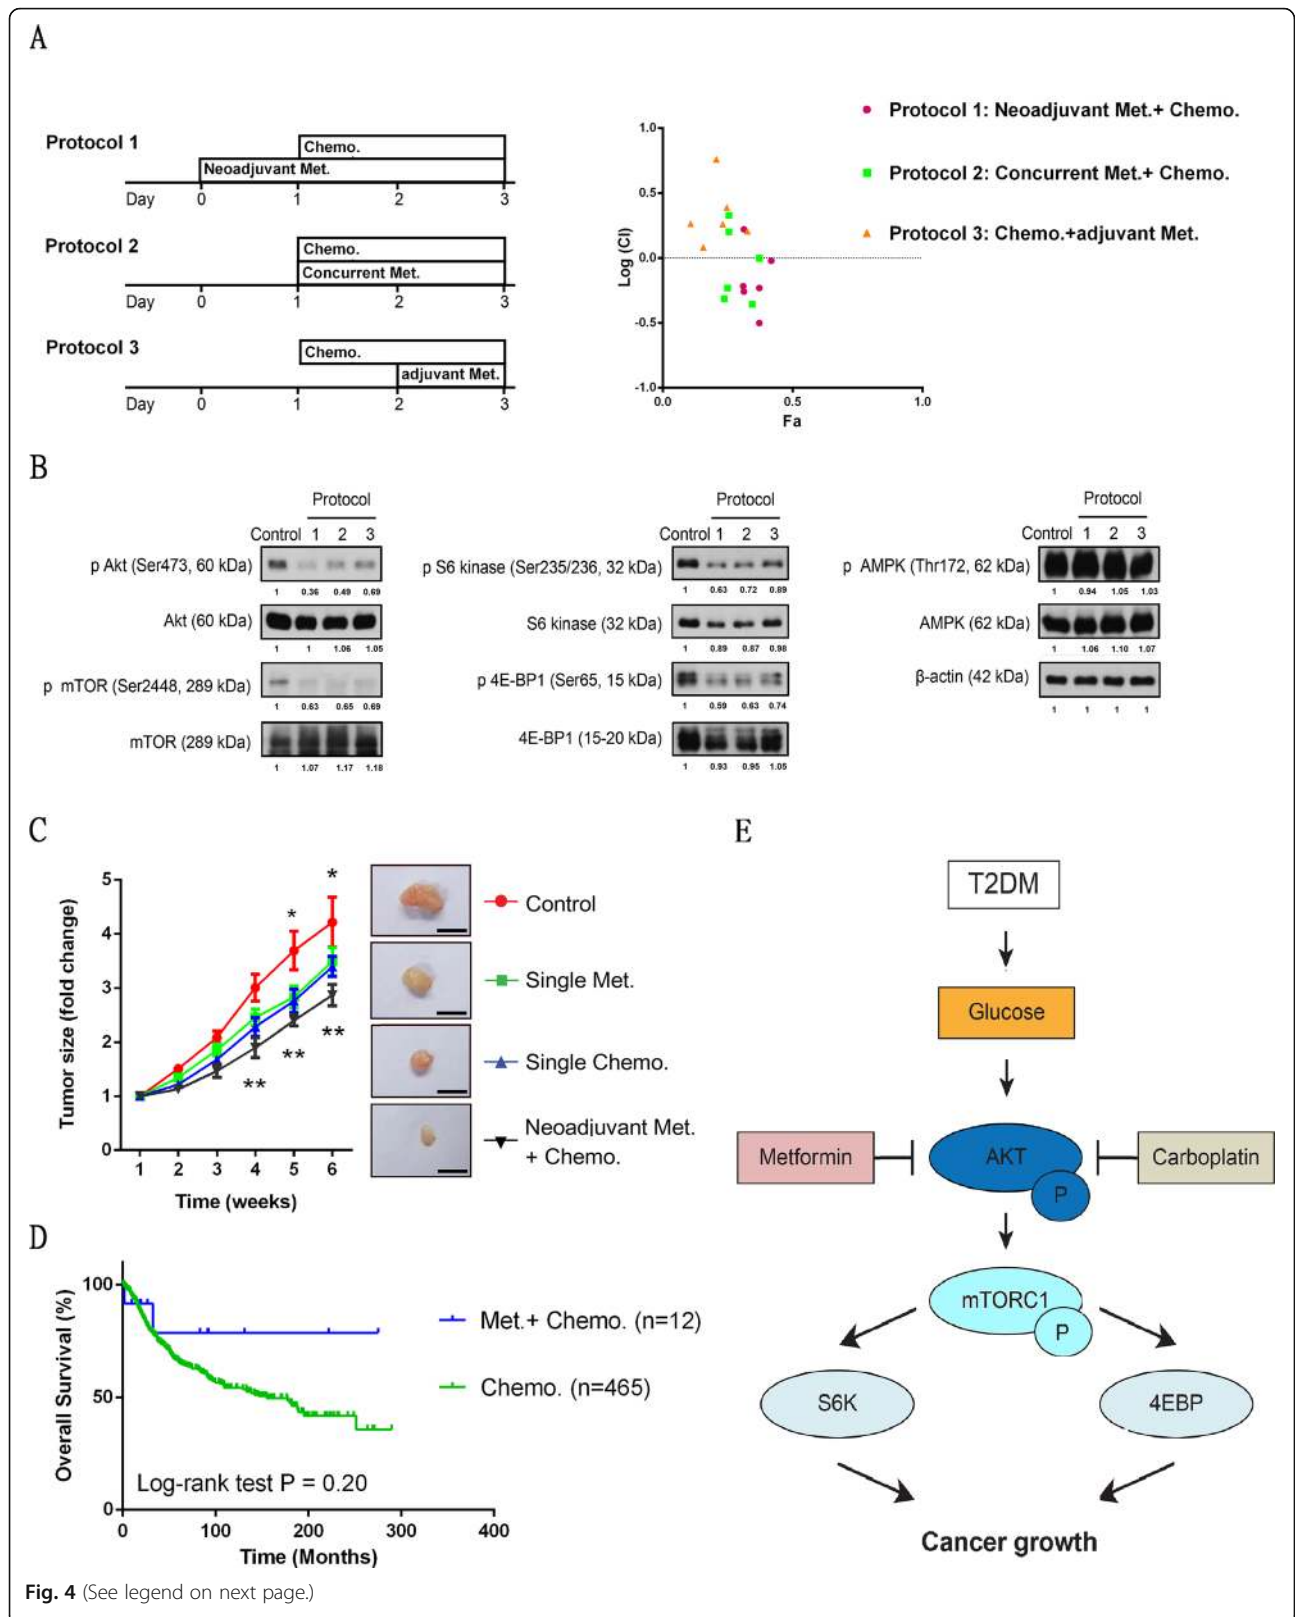 A
Protocol 1
Chemo.
Neoadjuvant Met.
Day 0 1 2 3
Protocol 2
Chemo.
Concurrent Met.
Day 0 1 2 3
Protocol 3
Chemo.
adjuvant Met.
Day 0 1 2 3
Protocol 1: Neoadjuvant Met.+ Chemo.
Protocol 2: Concurrent Met.+ Chemo.
Protocol 3: Chemo.+adjuvant Met.
Log (CI)
1.0
0.5
0.0
-0.5
-1.0
0.0 0.5 1.0
Fa
B
Protocol
Control 1 2 3
p Akt (Ser473, 60 kDa)
1 0.36 0.49 0.69
Akt (60 kDa)
1 1 1.06 1.05
p mTOR (Ser2448, 289 kDa)
1 0.63 0.65 0.69
mTOR (289 kDa)
1 1.07 1.17 1.18
Protocol
Control 1 2 3
p S6 kinase (Ser235/236, 32 kDa)
1 0.63 0.72 0.89
S6 kinase (32 kDa)
1 0.89 0.87 0.98
p 4E-BP1 (Ser65, 15 kDa)
1 0.59 0.63 0.74
4E-BP1 (15-20 kDa)
1 0.93 0.95 1.05
Protocol
Control 1 2 3
p AMPK (Thr172, 62 kDa)
1 0.94 1.05 1.03
AMPK (62 kDa)
1 1.06 1.10 1.07
β-actin (42 kDa)
1 1 1 1
C
Tumor size (fold change)
5
4
3
2
1
0
* *
** ** **
1 2 3 4 5 6
Time (weeks)
Control
Single Met.
Single Chemo.
Neoadjuvant Met.
+ Chemo.
D
Overall Survival (%)
100
50
0
Met.+ Chemo. (n=12)
Chemo. (n=465)
Log-rank test P = 0.20
0 100 200 300 400
Time (Months)
E
T2DM
Glucose
Metformin
AKT
P
Carboplatin
mTORC1
P
S6K
4EBP
Cancer growth
Fig. 4 (See legend on next page.)